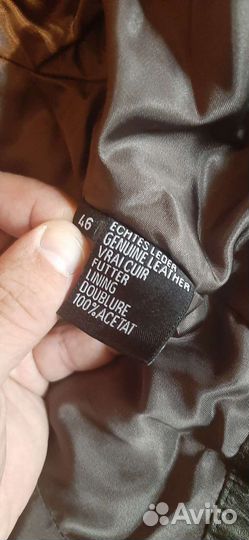 46
ECHTES LEDER
GENUINE LEATHER
VRAI CUIR
FUTTER
LINING
DOUBLURE
100% ACETAT
Avito